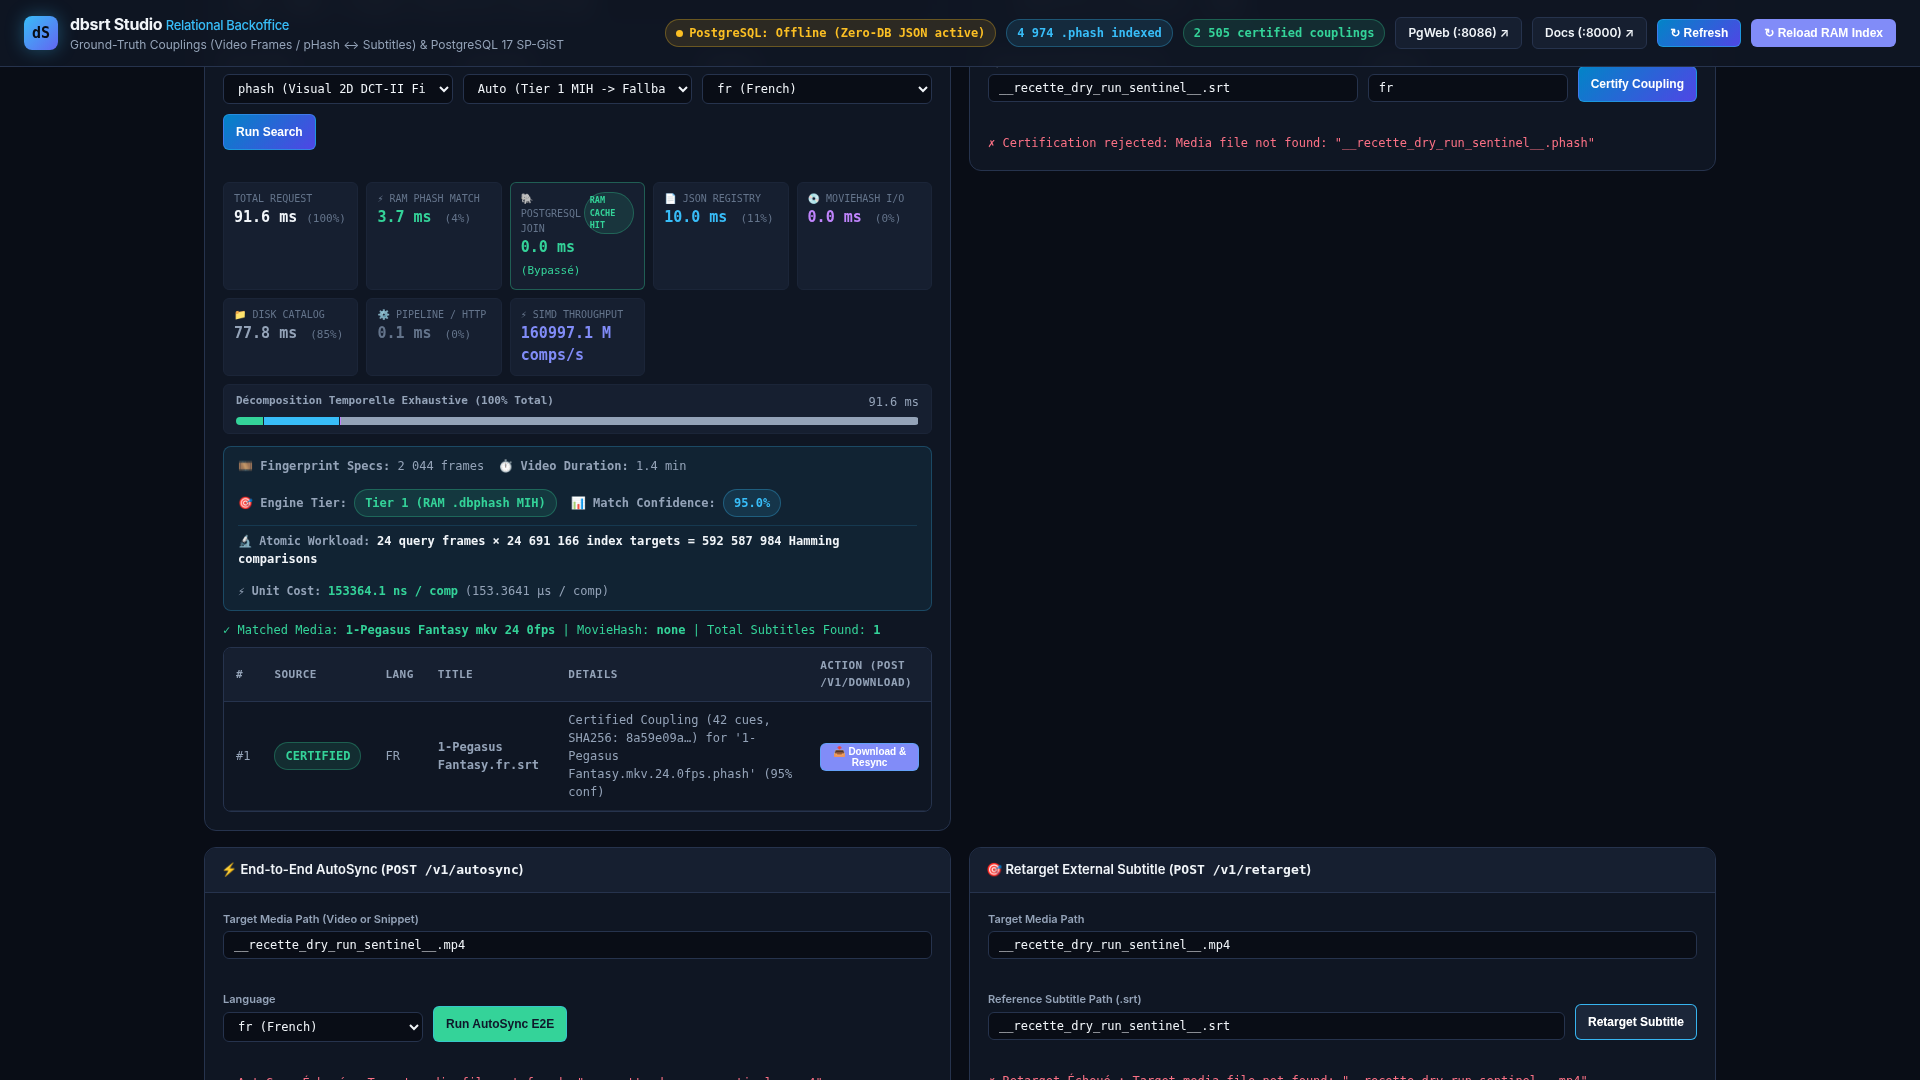 dS
dbsrt Studio Relational Backoffice
Ground-Truth Couplings (Video Frames / pHash ↔ Subtitles) & PostgreSQL 17 SP-GiST
PostgreSQL: Offline (Zero-DB JSON active)
4 974 .phash indexed
2 505 certified couplings
PgWeb (:8086) ↗
Docs (:8000) ↗
↻ Refresh
↻ Reload RAM Index
phash (Visual 2D DCT-II Fi
Auto (Tier 1 MIH -> Fallba
fr (French)
Run Search
__recette_dry_run_sentinel__.srt
fr
Certify Coupling
✗ Certification rejected: Media file not found: "__recette_dry_run_sentinel__.phash"
TOTAL REQUEST
91.6 ms (100%)
⚡ RAM PHASH MATCH
3.7 ms (4%)
🐘 POSTGRESQL JOIN
RAM CACHE HIT
0.0 ms
(Bypassé)
📄 JSON REGISTRY
10.0 ms (11%)
💿 MOVIEHASH I/O
0.0 ms (0%)
📁 DISK CATALOG
77.8 ms (85%)
⚙️ PIPELINE / HTTP
0.1 ms (0%)
⚡ SIMD THROUGHPUT
160997.1 M
comps/s
Décomposition Temporelle Exhaustive (100% Total)
91.6 ms
🎞️ Fingerprint Specs: 2 044 frames ⏱️ Video Duration: 1.4 min
🎯 Engine Tier: Tier 1 (RAM .dbphash MIH) 📊 Match Confidence: 95.0%
🔬 Atomic Workload: 24 query frames × 24 691 166 index targets = 592 587 984 Hamming
comparisons
⚡ Unit Cost: 153364.1 ns / comp (153.3641 µs / comp)
✓ Matched Media: 1-Pegasus Fantasy mkv 24 0fps | MovieHash: none | Total Subtitles Found: 1
# SOURCE LANG TITLE DETAILS ACTION (POST
/V1/DOWNLOAD)
#1
CERTIFIED
FR
1-Pegasus
Fantasy.fr.srt
Certified Coupling (42 cues,
SHA256: 8a59e09a…) for '1-
Pegasus
Fantasy.mkv.24.0fps.phash' (95%
conf)
📥 Download &
Resync
⚡ End-to-End AutoSync (POST /v1/autosync)
Target Media Path (Video or Snippet)
__recette_dry_run_sentinel__.mp4
Language
fr (French)
Run AutoSync E2E
🎯 Retarget External Subtitle (POST /v1/retarget)
Target Media Path
__recette_dry_run_sentinel__.mp4
Reference Subtitle Path (.srt)
__recette_dry_run_sentinel__.srt
Retarget Subtitle
✗ Retarget Échoué : Target media file not found: "__recette_dry_run_sentinel__.mp4"